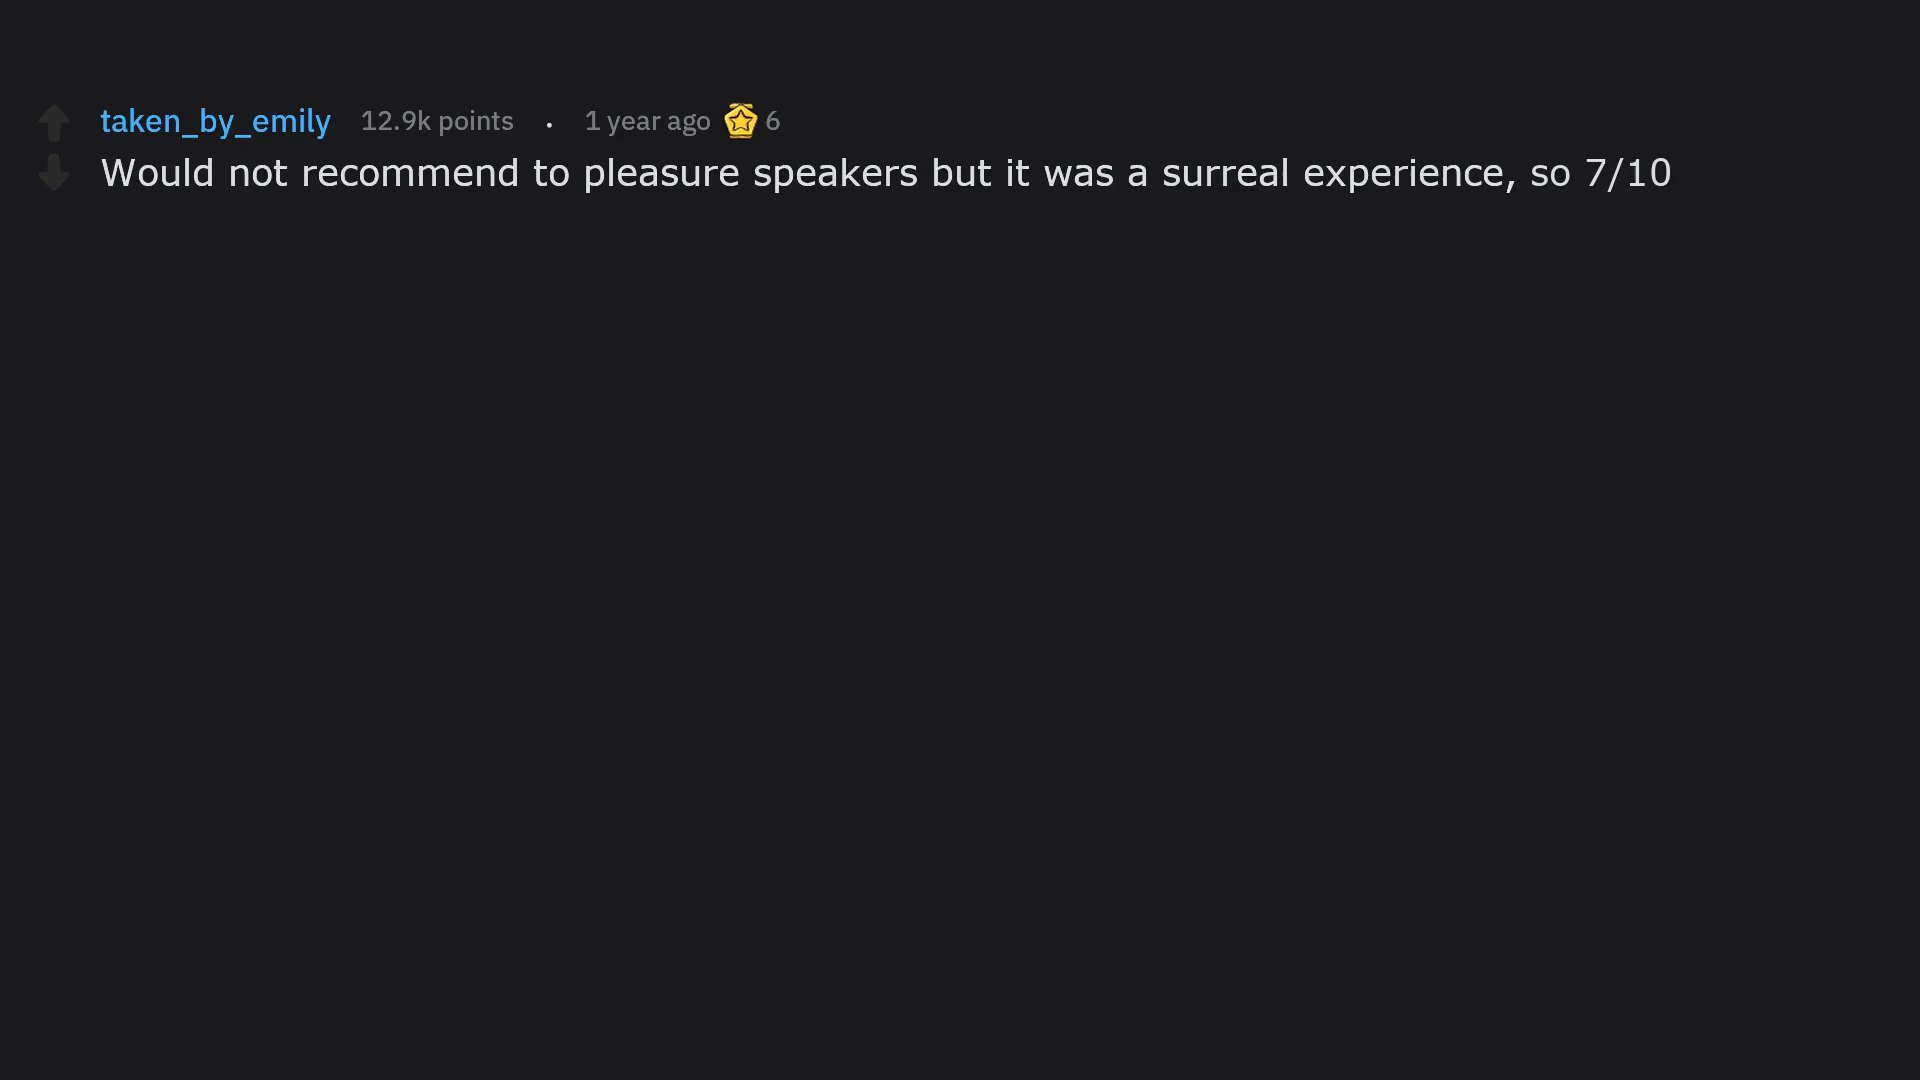 taken_by_emily 12.9k points . 1 year ago 6
Would not recommend to pleasure speakers but it was a surreal experience, so 7/10